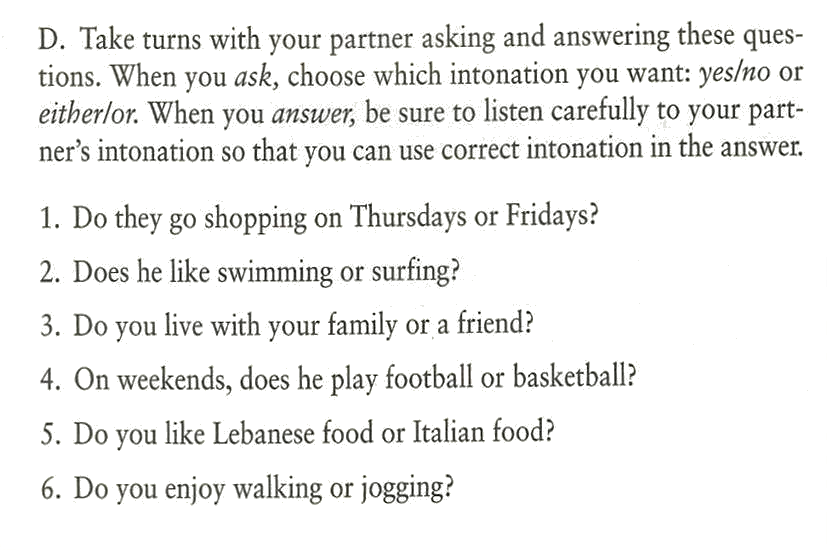 D. Take turns with your partner asking and answering these ques-
tions. When you ask, choose which intonation you want: yes/no or
either/or. When you answer, be sure to listen carefully to your part-
ner's intonation so that you can use correct intonation in the answer.
1. Do they go shopping on Thursdays or Fridays?
2. Does he like swimming or surfing?
3. Do you live with your family or a friend?
4. On weekends, does he play football or basketball?
5. Do you like Lebanese food or Italian food?
6. Do you enjoy walking or jogging?